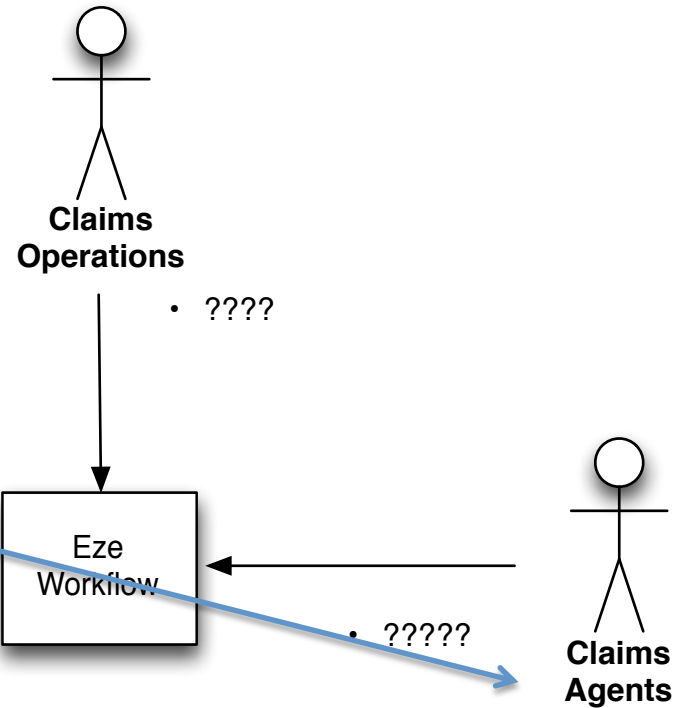 Claims
Operations
• ????
Eze
Workflow
• ?????
Claims
Agents